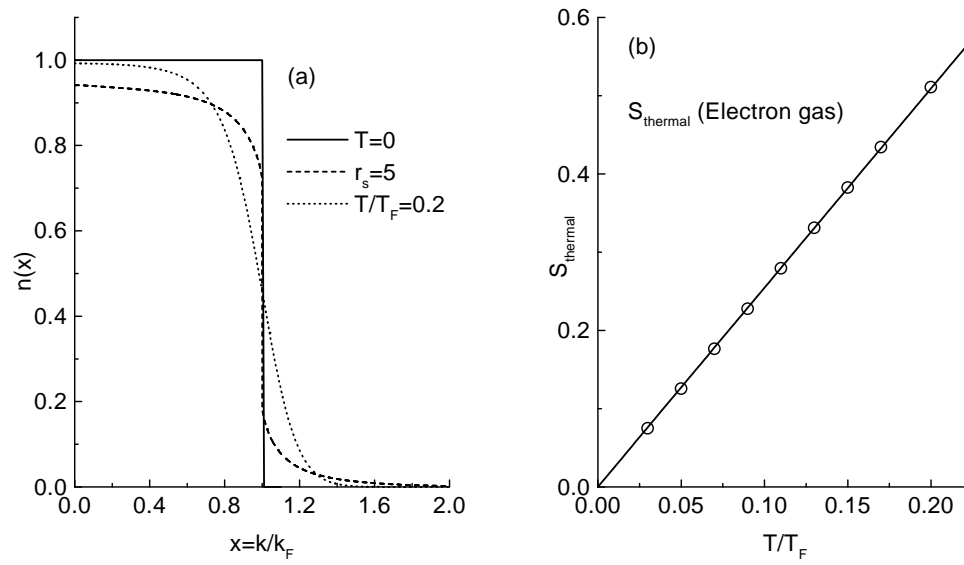 (a)
T=0
r_s=5
T/T_F=0.2
n(x)
1.0
0.8
0.6
0.4
0.2
0.0
0.0 0.4 0.8 1.2 1.6 2.0
x=k/k_F
(b)
S_thermal (Electron gas)
S_thermal
0.6
0.4
0.2
0.0
0.00 0.05 0.10 0.15 0.20
T/T_F